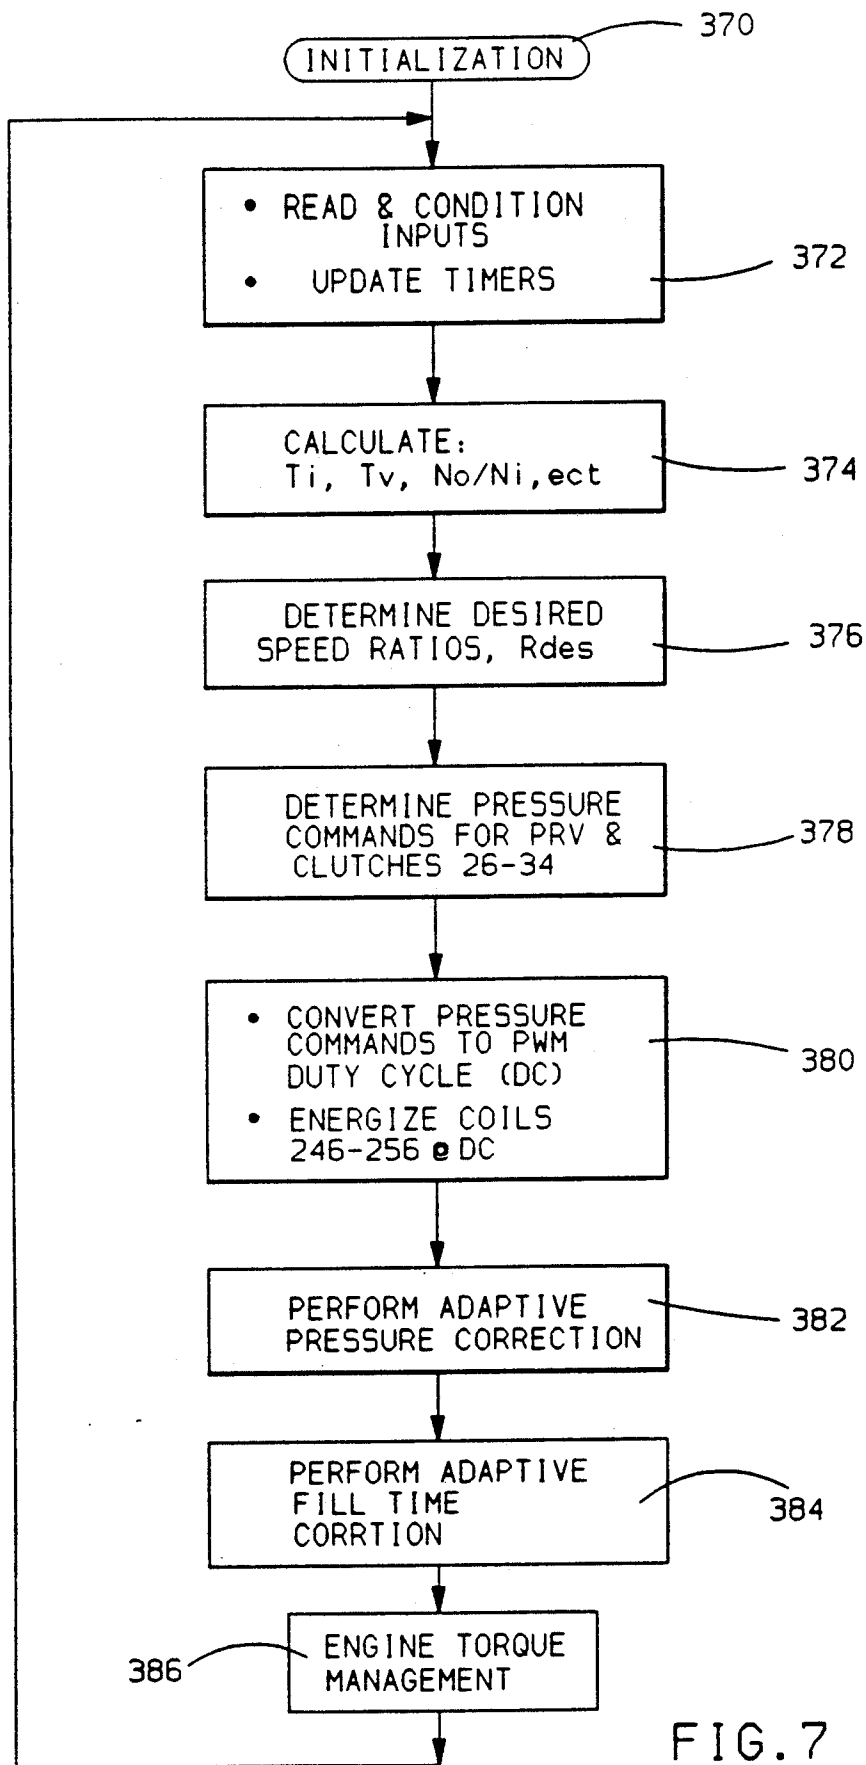 370
INITIALIZATION
• READ & CONDITION
INPUTS
• UPDATE TIMERS
372
CALCULATE:
Ti, Tv, No/Ni,ect
374
DETERMINE DESIRED
SPEED RATIOS, Rdes
376
DETERMINE PRESSURE
COMMANDS FOR PRV &
CLUTCHES 26-34
378
• CONVERT PRESSURE
COMMANDS TO PWM
DUTY CYCLE (DC)
• ENERGIZE COILS
246-256 @ DC
380
PERFORM ADAPTIVE
PRESSURE CORRECTION
382
PERFORM ADAPTIVE
FILL TIME
CORRTION
384
ENGINE TORQUE
MANAGEMENT
386
FIG.7